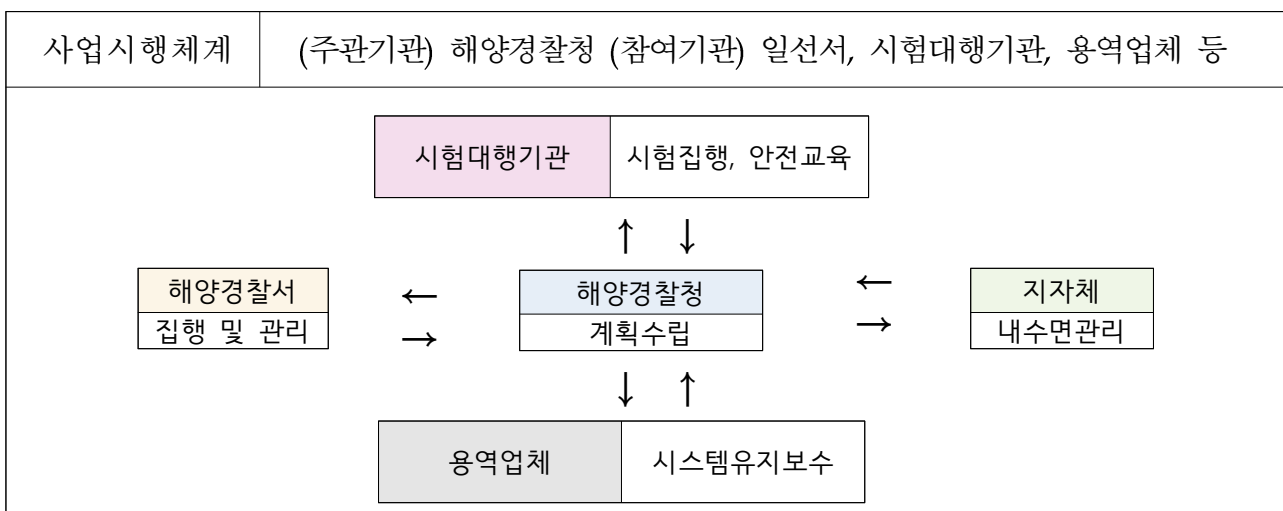 사업시행체계 (주관기관) 해양경찰청 (참여기관) 일선서, 시험대행기관, 용역업체 등
시험대행기관 시험집행, 안전교육
↑ ↓
해양경찰서 ← 해양경찰청 ← 지자체
집행 및 관리 → 계획수립 → 내수면관리
↓ ↑
용역업체 시스템유지보수